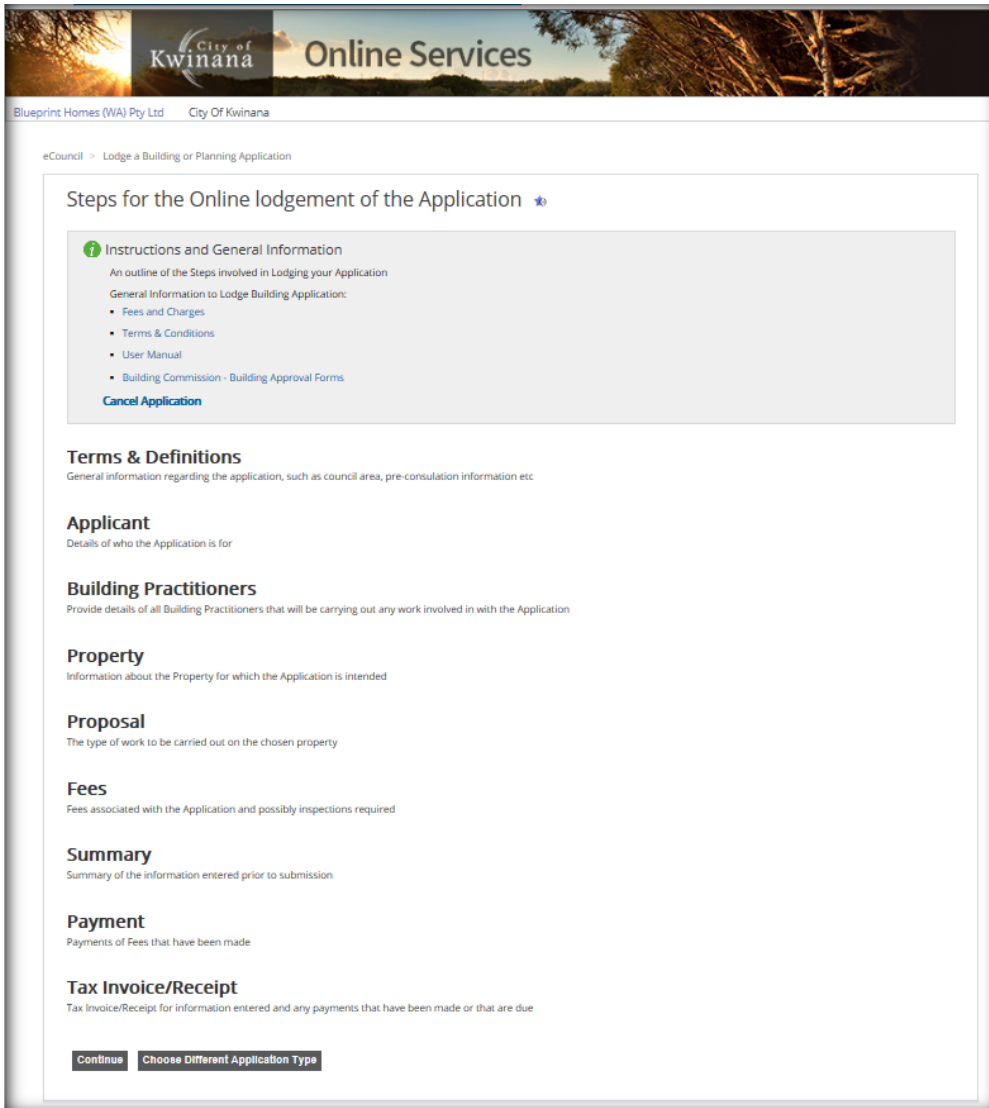 City of
Kwinana
Online Services
Blueprint Homes (WA) Pty Ltd City Of Kwinana
eCouncil > Lodge a Building or Planning Application
Steps for the Online lodgement of the Application
Instructions and General Information
An outline of the Steps involved in Lodging your Application
General Information to Lodge Building Application:
▪ Fees and Charges
▪ Terms & Conditions
▪ User Manual
▪ Building Commission - Building Approval Forms
Cancel Application
Terms & Definitions
General information regarding the application, such as council area, pre-consulation information etc
Applicant
Details of who the Application is for
Building Practitioners
Provide details of all Building Practitioners that will be carrying out any work involved in with the Application
Property
Information about the Property for which the Application is intended
Proposal
The type of work to be carried out on the chosen property
Fees
Fees associated with the Application and possibly inspections required
Summary
Summary of the information entered prior to submission
Payment
Payments of Fees that have been made
Tax Invoice/Receipt
Tax Invoice/Receipt for information entered and any payments that have been made or that are due
Continue Choose Different Application Type